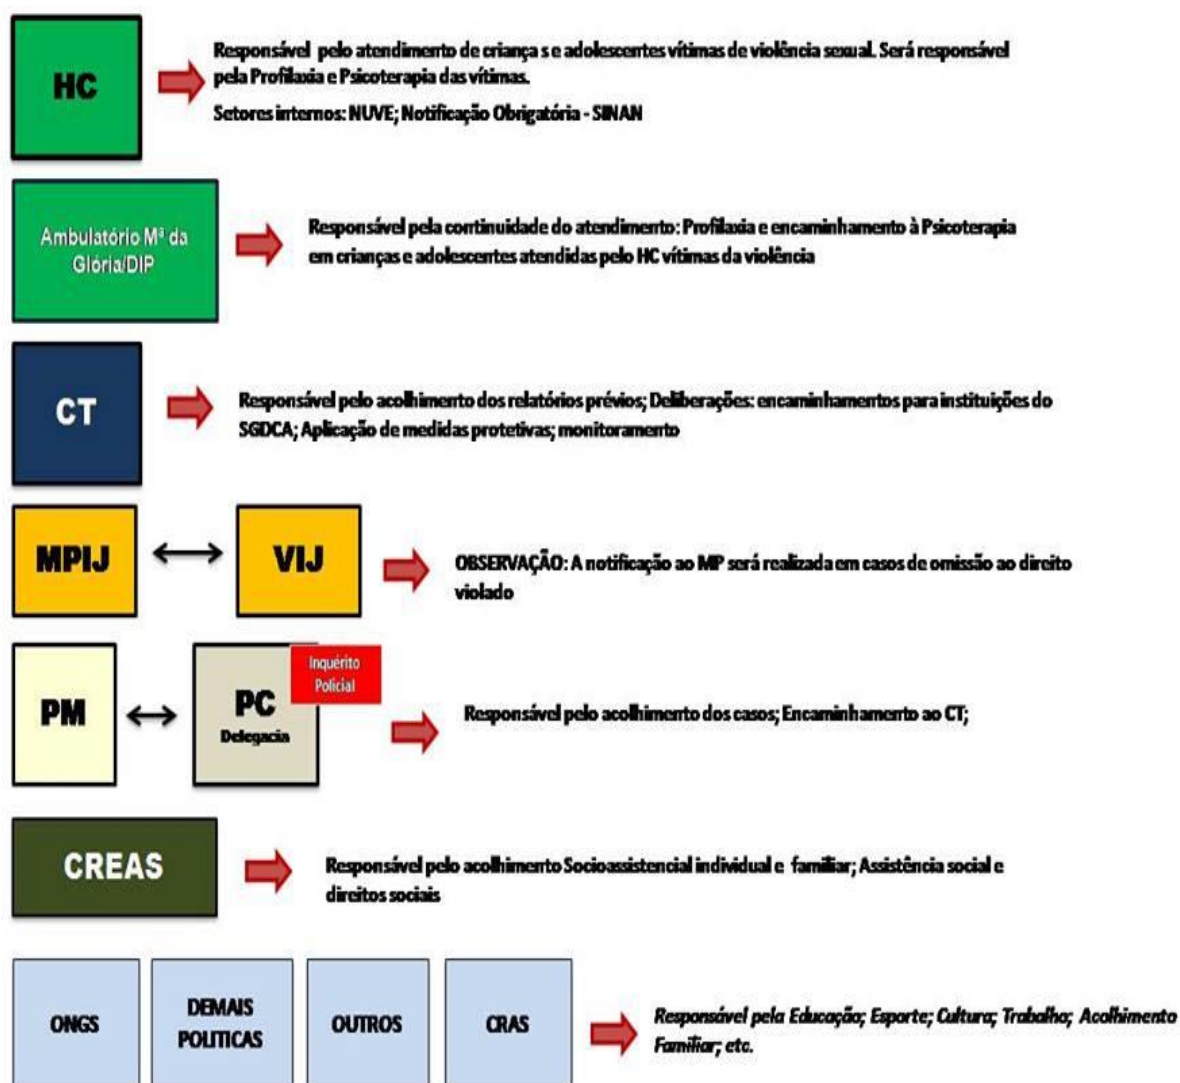 HC
Responsável pelo atendimento de criança s e adolescentes vítimas de violência sexual. Será responsável
pela Profilaxia e Psicoterapia das vítimas.
Setores internos: NUVE; Notificação Obrigatória - SINAN
Ambulatório Mª da
Glória/DIP
Responsável pela continuidade do atendimento: Profilaxia e encaminhamento à Psicoterapia
em crianças e adolescentes atendidas pelo HC vítimas da violência
CT
Responsável pelo acolhimento dos relatórios prévios; Deliberações: encaminhamentos para instituições do
SGDCA; Aplicação de medidas protetivas; monitoramento
MPIJ
VIJ
OBSERVAÇÃO: A notificação ao MP será realizada em casos de omissão ao direito
violado
PM
PC
Delegacia
Inquérito
Policial
Responsável pelo acolhimento dos casos; Encaminhamento ao CT;
CREAS
Responsável pelo acolhimento Socioassistencial individual e familiar; Assistência social e
direitos sociais
ONGS
DEMAIS
POLITICAS
OUTROS
CRAS
Responsável pela Educação; Esporte; Cultura; Trabalho; Acolhimento
Familiar; etc.